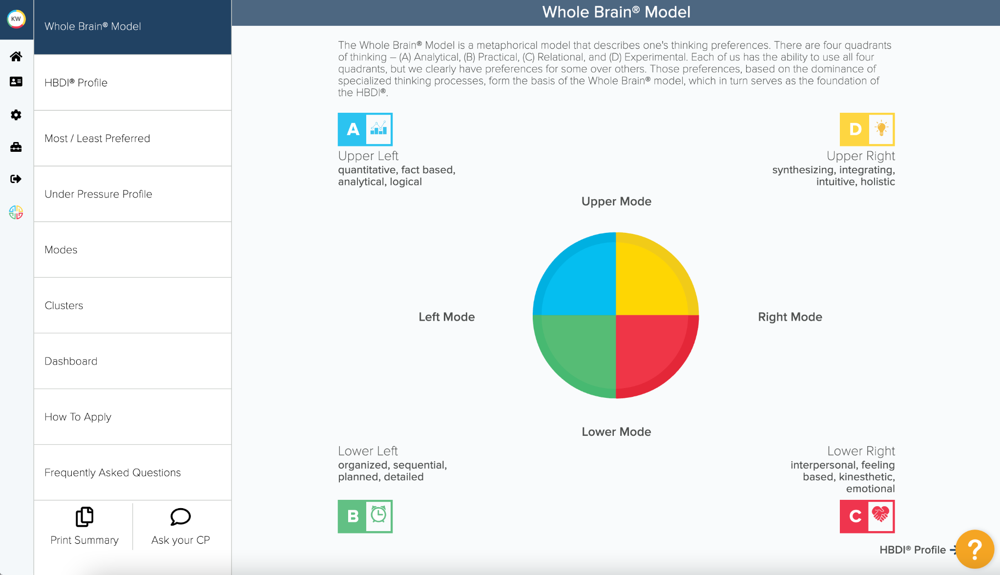 KW
Whole Brain® Model
HBDI® Profile
Most / Least Preferred
Under Pressure Profile
Modes
Clusters
Dashboard
How To Apply
Frequently Asked Questions
Print Summary
Ask your CP
Whole Brain® Model
The Whole Brain® Model is a metaphorical model that describes one's thinking preferences. There are four quadrants
of thinking – (A) Analytical, (B) Practical, (C) Relational, and (D) Experimental. Each of us has the ability to use all four
quadrants, but we clearly have preferences for some over others. Those preferences, based on the dominance of
specialized thinking processes, form the basis of the Whole Brain® model, which in turn serves as the foundation of
the HBDI®.
A
Upper Left
quantitative, fact based,
analytical, logical
D
Upper Right
synthesizing, integrating,
intuitive, holistic
Upper Mode
Left Mode
Right Mode
Lower Mode
Lower Left
organized, sequential,
planned, detailed
B
Lower Right
interpersonal, feeling
based, kinesthetic,
emotional
C
HBDI® Profile
?